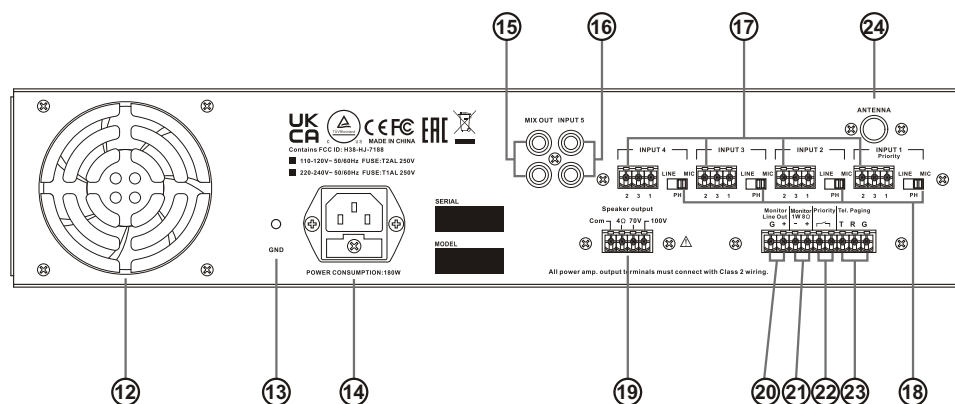 15 16 17 24
ANTENNA
UK
CA
CE FC EAC
MADE IN CHINA
Contains FCC ID: H38-HJ-7188
110-120V~ 50/60Hz FUSE:T2AL 250V
220-240V~ 50/60Hz FUSE:T1AL 250V
MIX OUT INPUT 5
INPUT 4 INPUT 3 INPUT 2 INPUT 1
Priority
LINE MIC LINE MIC LINE MIC LINE MIC
PH PH PH PH
2 3 1 2 3 1 2 3 1 2 3 1
SERIAL
MODEL
GND
POWER CONSUMPTION:180W
Speaker output
Com 4Ω 70V 100V
Monitor Line Out Monitor 1W 8Ω Priority Tel. Paging
G + - + T R G
All power amp. output terminals must connect with Class 2 wiring.
12 13 14 19 20 21 22 23 18